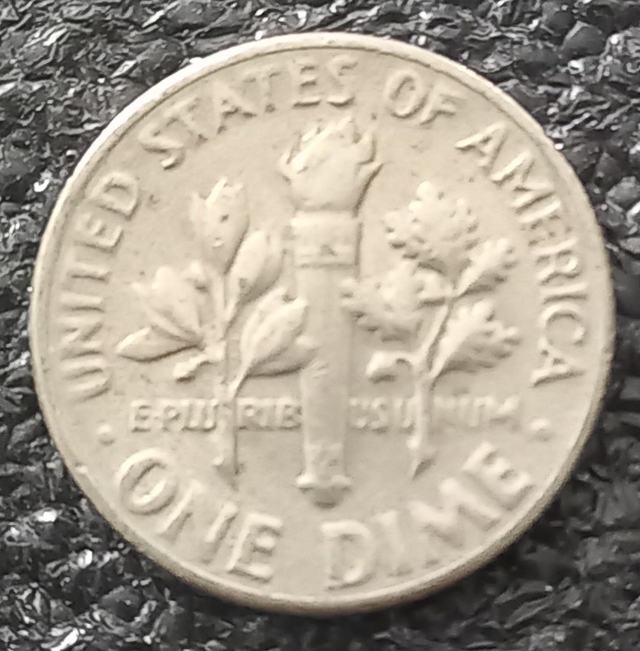 UNITED STATES OF AMERICA
E PLURIBUS UNUM
ONE DIME